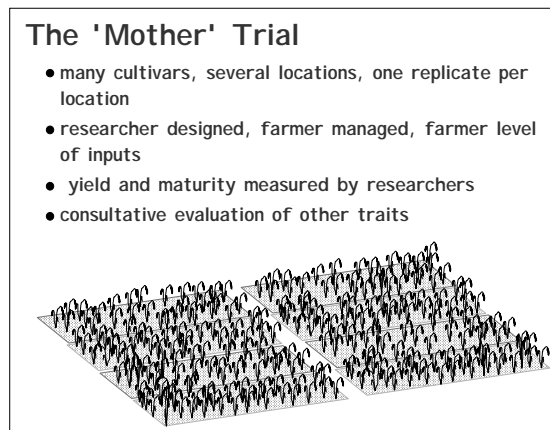 The 'Mother' Trial
• many cultivars, several locations, one replicate per
location
• researcher designed, farmer managed, farmer level
of inputs
• yield and maturity measured by researchers
• consultative evaluation of other traits